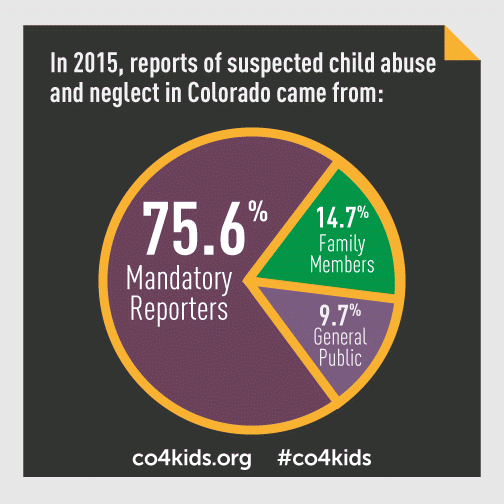 In 2015, reports of suspected child abuse
and neglect in Colorado came from:
75.6%
Mandatory
Reporters
14.7%
Family
Members
9.7%
General
Public
co4kids.org #co4kids